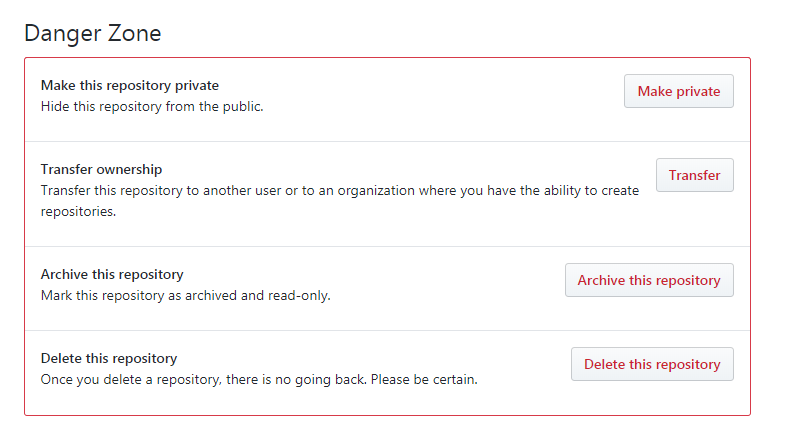 Danger Zone
Make this repository private
Hide this repository from the public.
Make private
Transfer ownership
Transfer this repository to another user or to an organization where you have the ability to create
repositories.
Transfer
Archive this repository
Mark this repository as archived and read-only.
Archive this repository
Delete this repository
Once you delete a repository, there is no going back. Please be certain.
Delete this repository